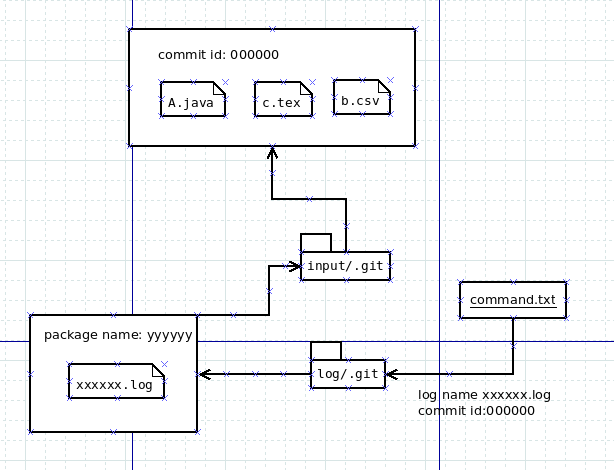 commit id: 000000
A.java
c.tex
b.csv
input/.git
command.txt
package name: yyyyyy
xxxxxx.log
log/.git
log name xxxxxx.log
commit id:000000